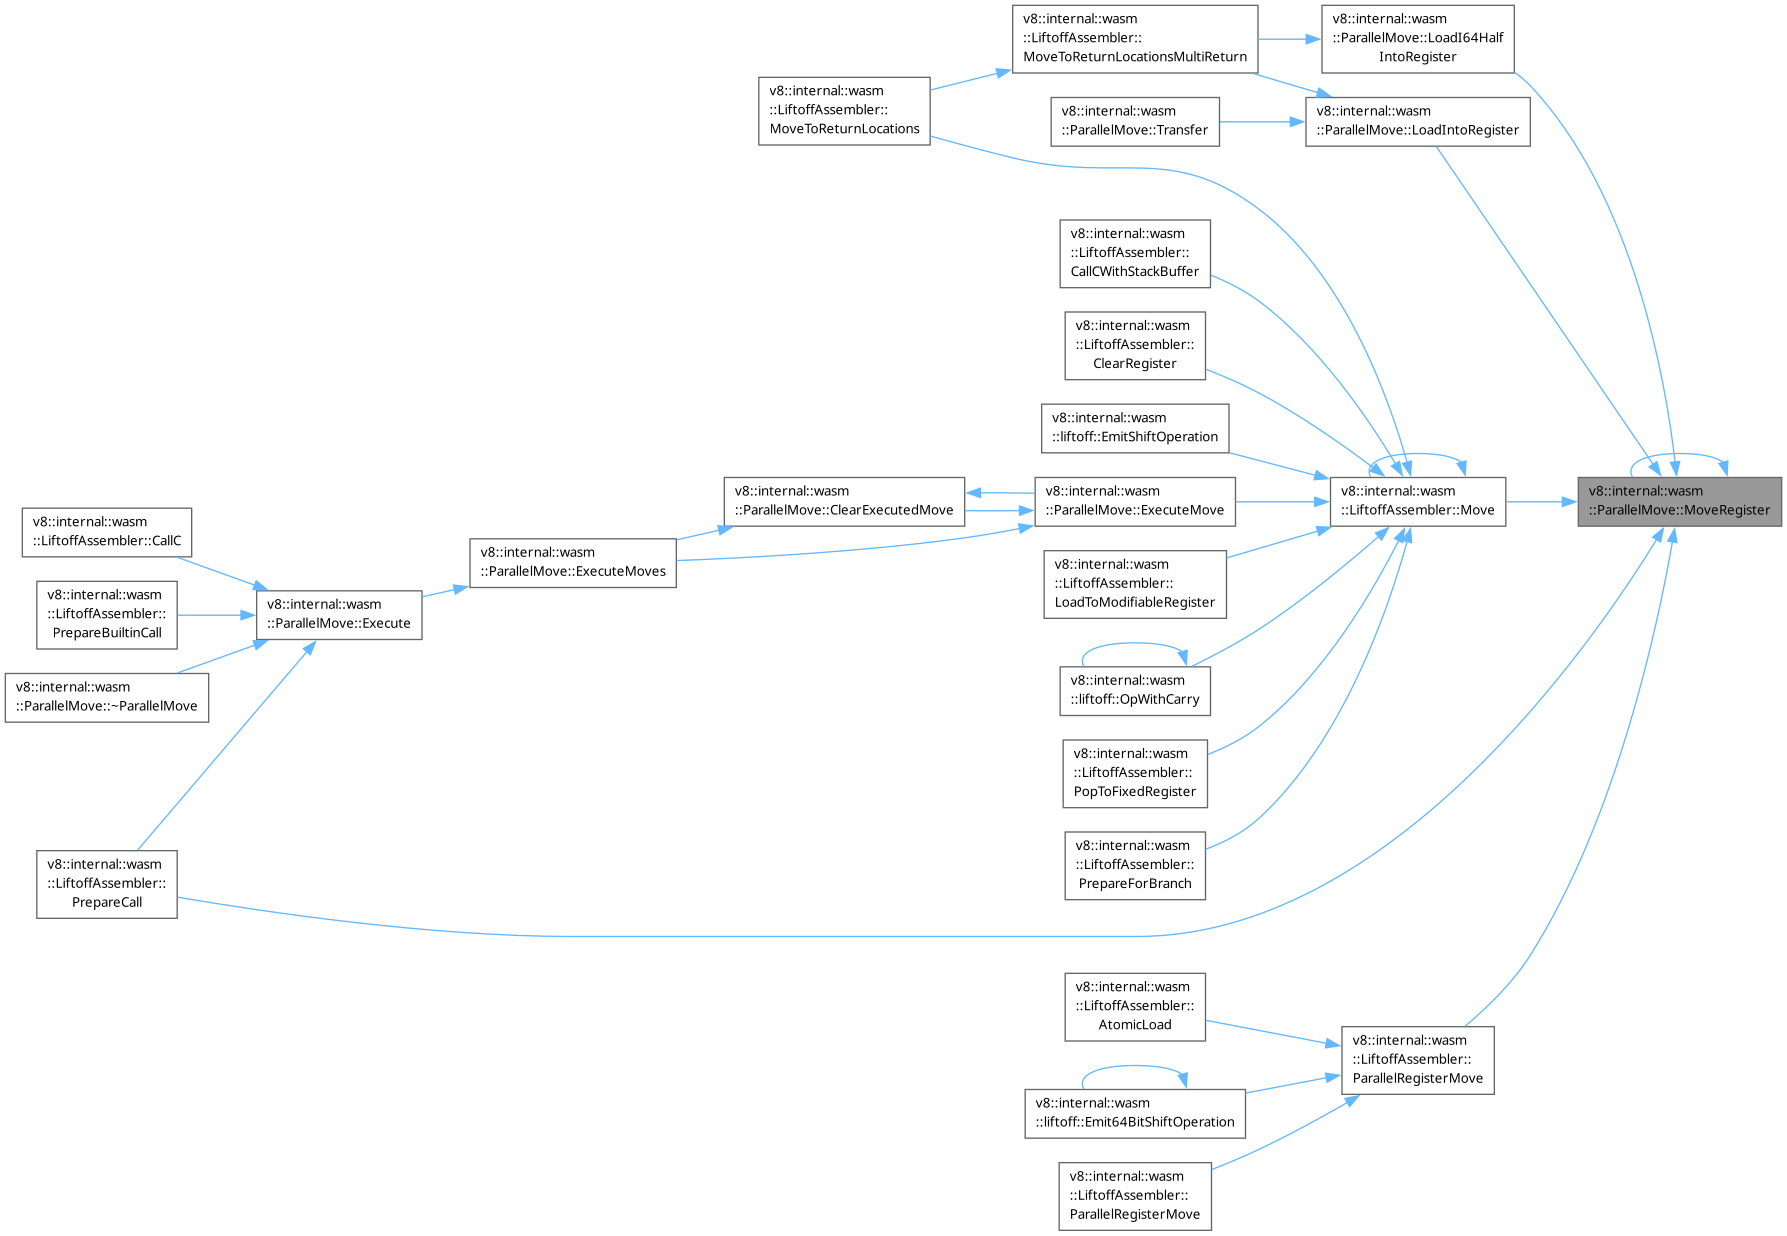 v8::internal::wasm
::LiftoffAssembler::
MoveToReturnLocationsMultiReturn
v8::internal::wasm
::ParallelMove::LoadI64Half
IntoRegister
v8::internal::wasm
::LiftoffAssembler::
MoveToReturnLocations
v8::internal::wasm
::ParallelMove::Transfer
v8::internal::wasm
::ParallelMove::LoadIntoRegister
v8::internal::wasm
::LiftoffAssembler::
CallCWithStackBuffer
v8::internal::wasm
::LiftoffAssembler::
ClearRegister
v8::internal::wasm
::liftoff::EmitShiftOperation
v8::internal::wasm
::ParallelMove::ClearExecutedMove
v8::internal::wasm
::ParallelMove::ExecuteMove
v8::internal::wasm
::LiftoffAssembler::Move
v8::internal::wasm
::ParallelMove::MoveRegister
v8::internal::wasm
::LiftoffAssembler::CallC
v8::internal::wasm
::ParallelMove::ExecuteMoves
v8::internal::wasm
::LiftoffAssembler::
LoadToModifiableRegister
v8::internal::wasm
::LiftoffAssembler::
PrepareBuiltinCall
v8::internal::wasm
::ParallelMove::Execute
v8::internal::wasm
::ParallelMove::~ParallelMove
v8::internal::wasm
::liftoff::OpWithCarry
v8::internal::wasm
::LiftoffAssembler::
PopToFixedRegister
v8::internal::wasm
::LiftoffAssembler::
PrepareForBranch
v8::internal::wasm
::LiftoffAssembler::
PrepareCall
v8::internal::wasm
::LiftoffAssembler::
AtomicLoad
v8::internal::wasm
::LiftoffAssembler::
ParallelRegisterMove
v8::internal::wasm
::liftoff::Emit64BitShiftOperation
v8::internal::wasm
::LiftoffAssembler::
ParallelRegisterMove